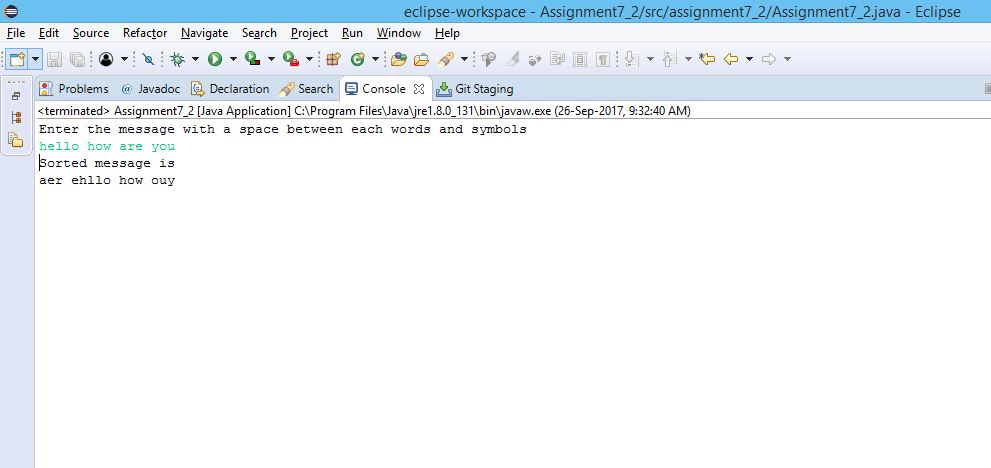 eclipse-workspace - Assignment7_2/src/assignment7_2/Assignment7_2.java - Eclipse
File Edit Source Refactor Navigate Search Project Run Window Help
Problems @ Javadoc Declaration Search Console Git Staging
<terminated> Assignment7_2 [Java Application] C:\Program Files\Java\jre1.8.0_131\bin\javaw.exe (26-Sep-2017, 9:32:40 AM)
Enter the message with a space between each words and symbols
hello how are you
Sorted message is
aer ehllo how ouy